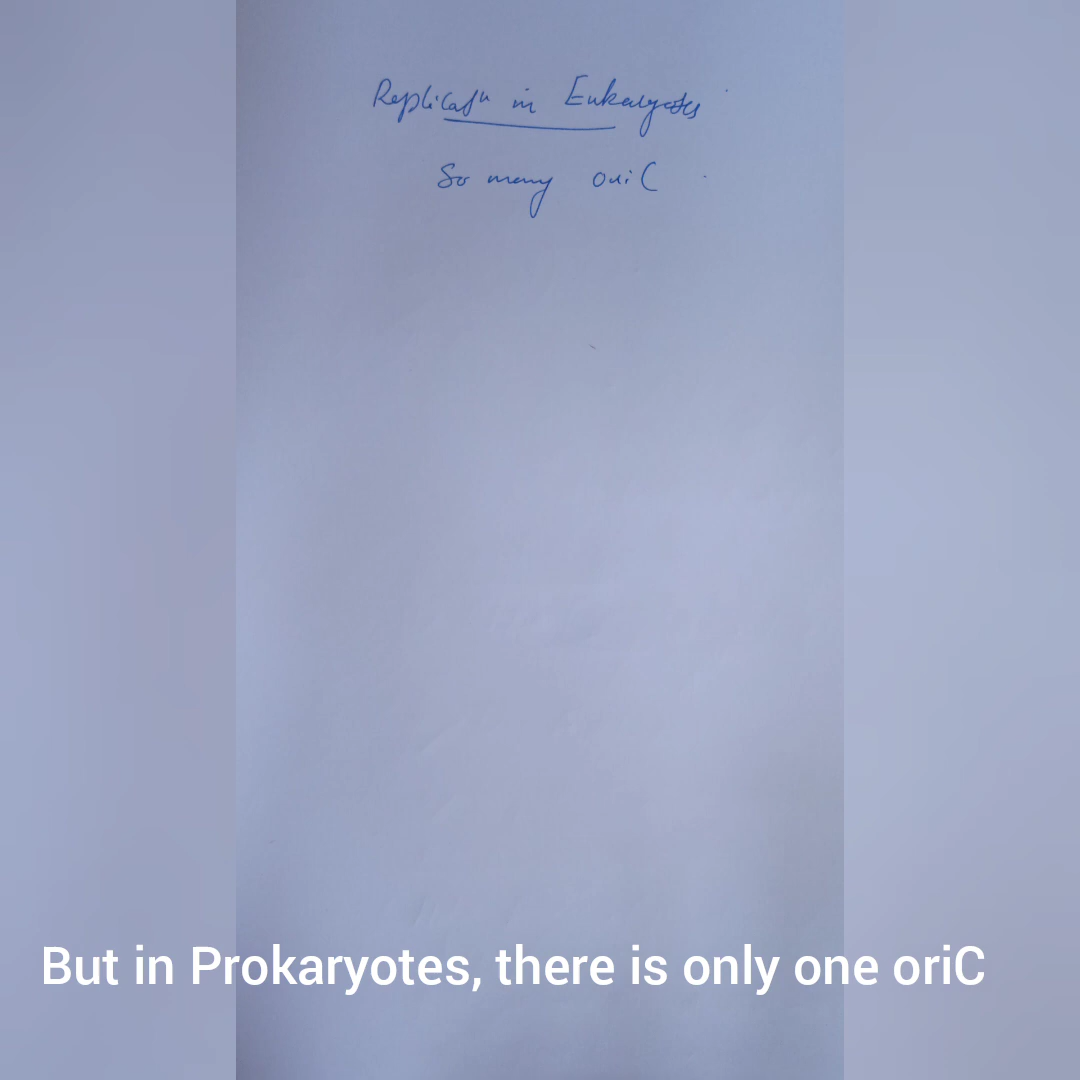 Replicatⁿ in Eukaryotes
So many oriC
But in Prokaryotes, there is only one oriC